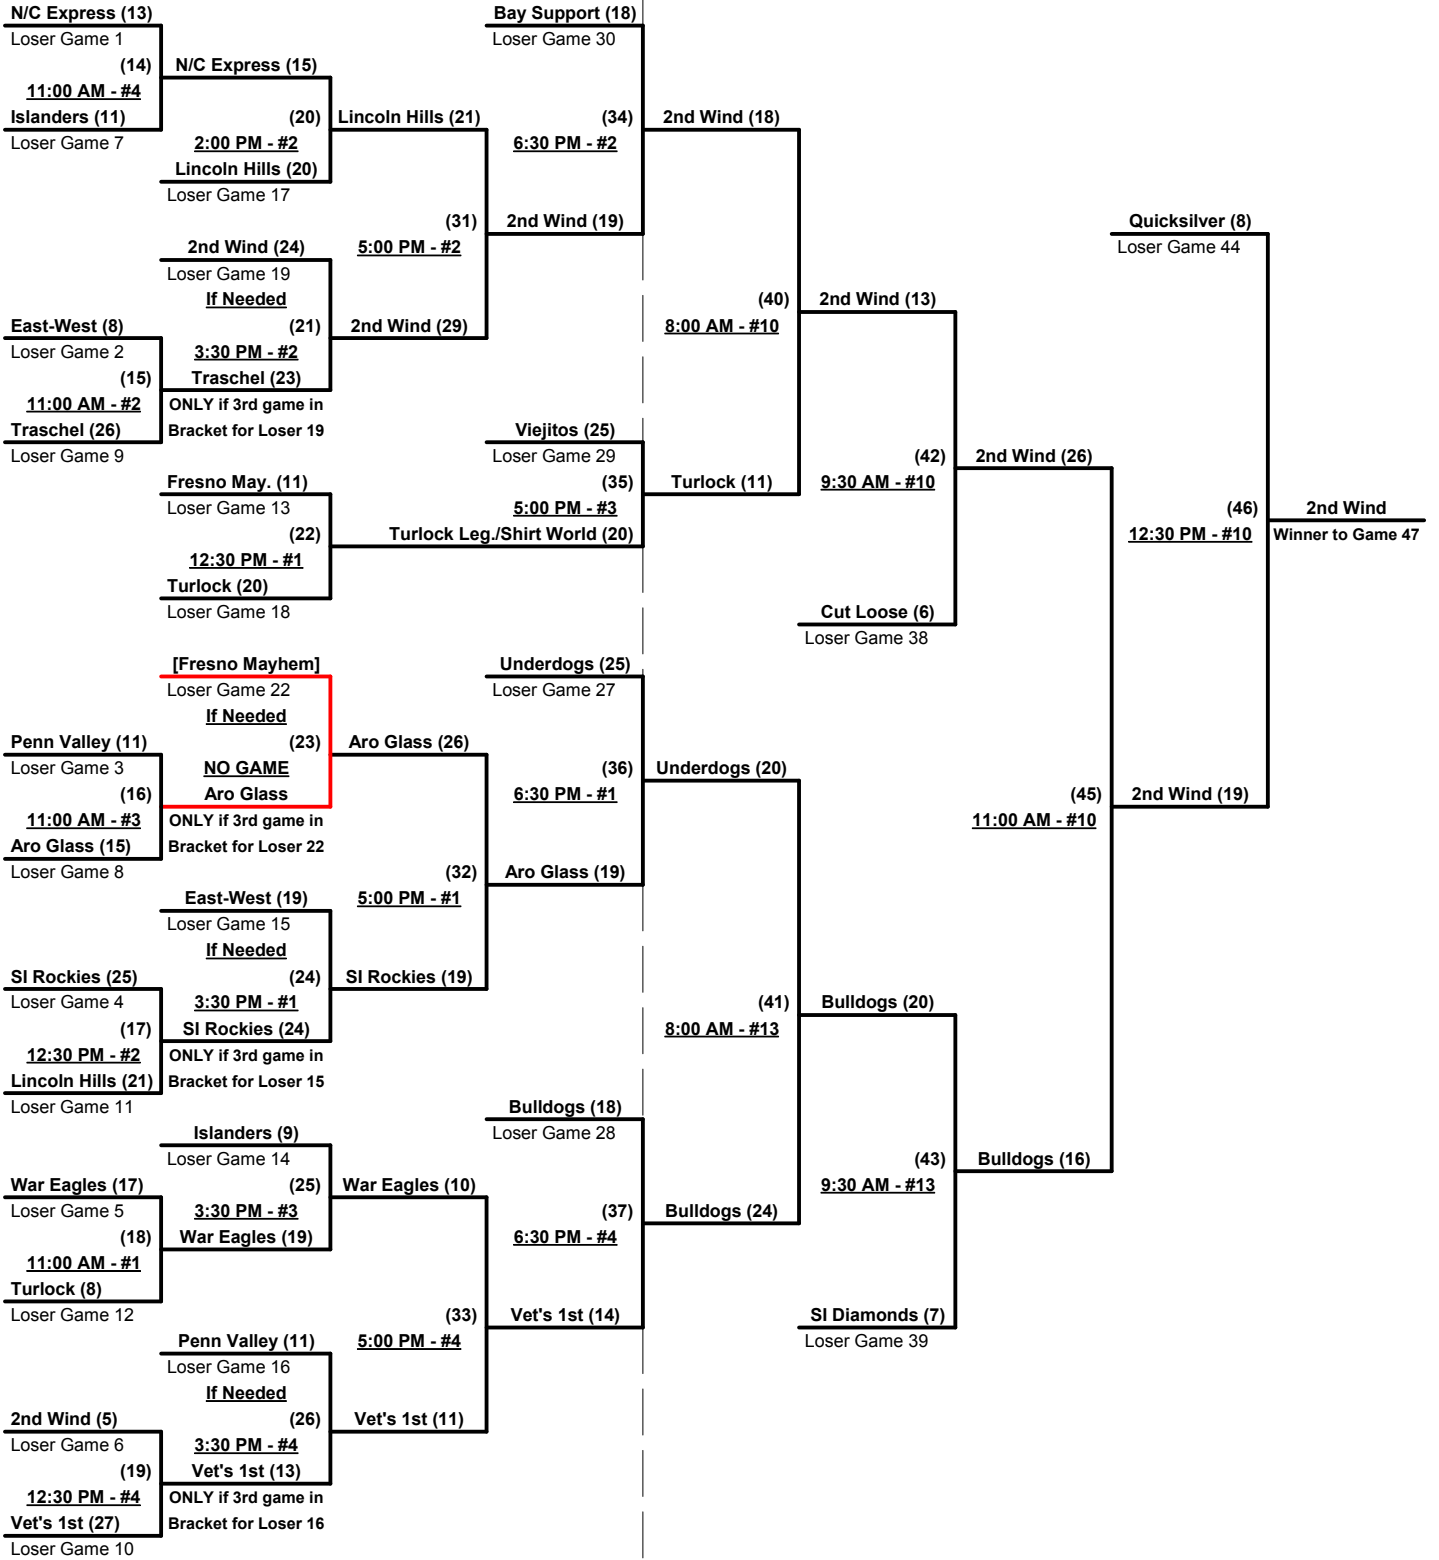 N/C Express (13)
Loser Game 1
(14)
11:00 AM - #4
Islanders (11)
Loser Game 7
N/C Express (15)
(20)
2:00 PM - #2
Lincoln Hills (20)
Loser Game 17
Lincoln Hills (21)
2nd Wind (24)
Loser Game 19
If Needed
(21)
3:30 PM - #2
Traschel (23)
ONLY if 3rd game in
Bracket for Loser 19
East-West (8)
Loser Game 2
(15)
11:00 AM - #2
Traschel (26)
Loser Game 9
2nd Wind (29)
(31)
5:00 PM - #2
Bay Support (18)
Loser Game 30
(34)
6:30 PM - #2
2nd Wind (19)
2nd Wind (18)
Fresno May. (11)
Loser Game 13
(22)
12:30 PM - #1
Turlock (20)
Loser Game 18
Viejitos (25)
Loser Game 29
(35)
5:00 PM - #3
Turlock Leg./Shirt World (20)
Turlock (11)
(40)
8:00 AM - #10
2nd Wind (13)
(42)
9:30 AM - #10
Cut Loose (6)
Loser Game 38
2nd Wind (26)
[Fresno Mayhem]
Loser Game 22
If Needed
(23)
NO GAME
Aro Glass
ONLY if 3rd game in
Bracket for Loser 22
Penn Valley (11)
Loser Game 3
(16)
11:00 AM - #3
Aro Glass (15)
Loser Game 8
Aro Glass (26)
(32)
5:00 PM - #1
East-West (19)
Loser Game 15
If Needed
(24)
3:30 PM - #1
SI Rockies (24)
ONLY if 3rd game in
Bracket for Loser 15
SI Rockies (25)
Loser Game 4
(17)
12:30 PM - #2
Lincoln Hills (21)
Loser Game 11
SI Rockies (19)
Underdogs (25)
Loser Game 27
(36)
6:30 PM - #1
Aro Glass (19)
Underdogs (20)
Islanders (9)
Loser Game 14
(25)
3:30 PM - #3
War Eagles (19)
War Eagles (17)
Loser Game 5
(18)
11:00 AM - #1
Turlock (8)
Loser Game 12
War Eagles (10)
(33)
5:00 PM - #4
Penn Valley (11)
Loser Game 16
If Needed
(26)
3:30 PM - #4
Vet's 1st (13)
ONLY if 3rd game in
Bracket for Loser 16
2nd Wind (5)
Loser Game 6
(19)
12:30 PM - #4
Vet's 1st (27)
Loser Game 10
Vet's 1st (11)
Bulldogs (18)
Loser Game 28
(37)
6:30 PM - #4
Vet's 1st (14)
Bulldogs (24)
(41)
8:00 AM - #13
Bulldogs (20)
(43)
9:30 AM - #13
SI Diamonds (7)
Loser Game 39
Bulldogs (16)
(45)
11:00 AM - #10
2nd Wind (19)
Quicksilver (8)
Loser Game 44
(46)
12:30 PM - #10
2nd Wind
Winner to Game 47